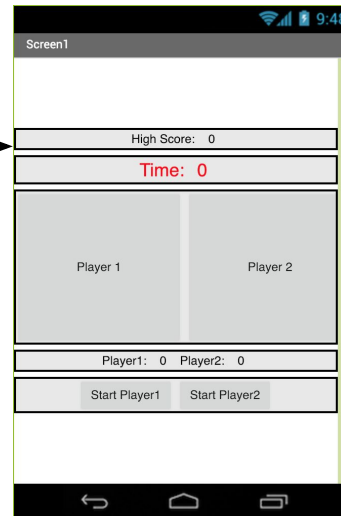 9:48
Screen1
High Score: 0
Time: 0
Player 1 Player 2
Player1: 0 Player2: 0
Start Player1 Start Player2